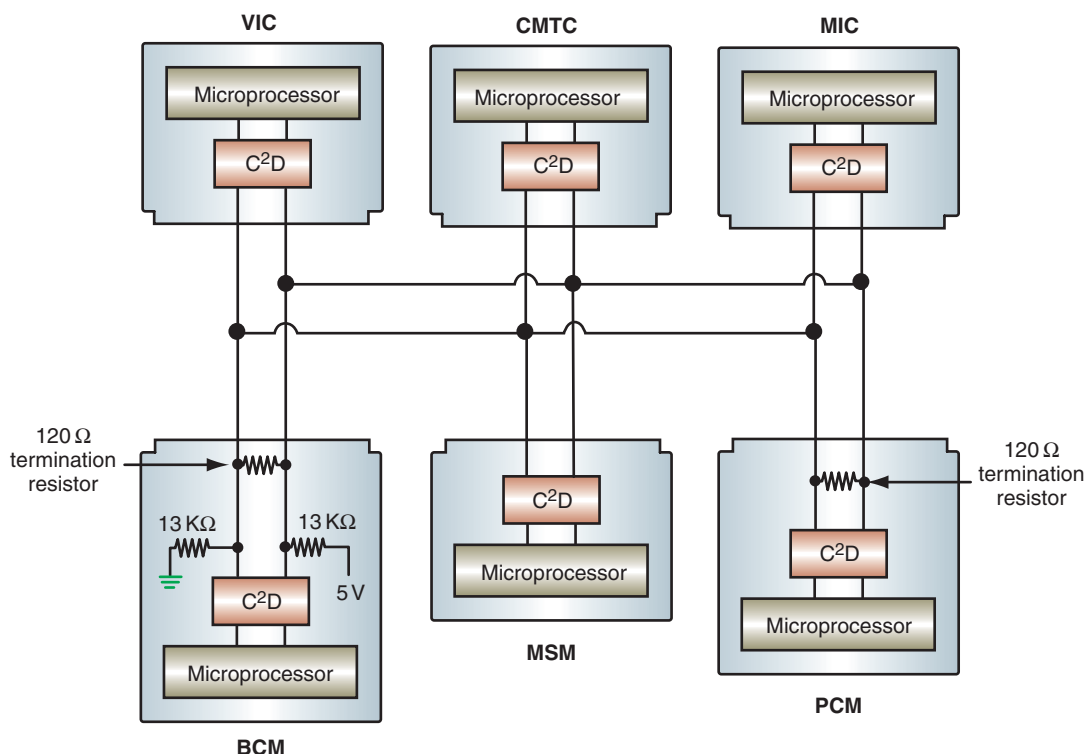 VIC
CMTC
MIC
Microprocessor
Microprocessor
Microprocessor
C²D
C²D
C²D
120 Ω
termination
resistor
120 Ω
termination
resistor
13 KΩ
13 KΩ
5 V
C²D
C²D
C²D
Microprocessor
Microprocessor
Microprocessor
MSM
PCM
BCM